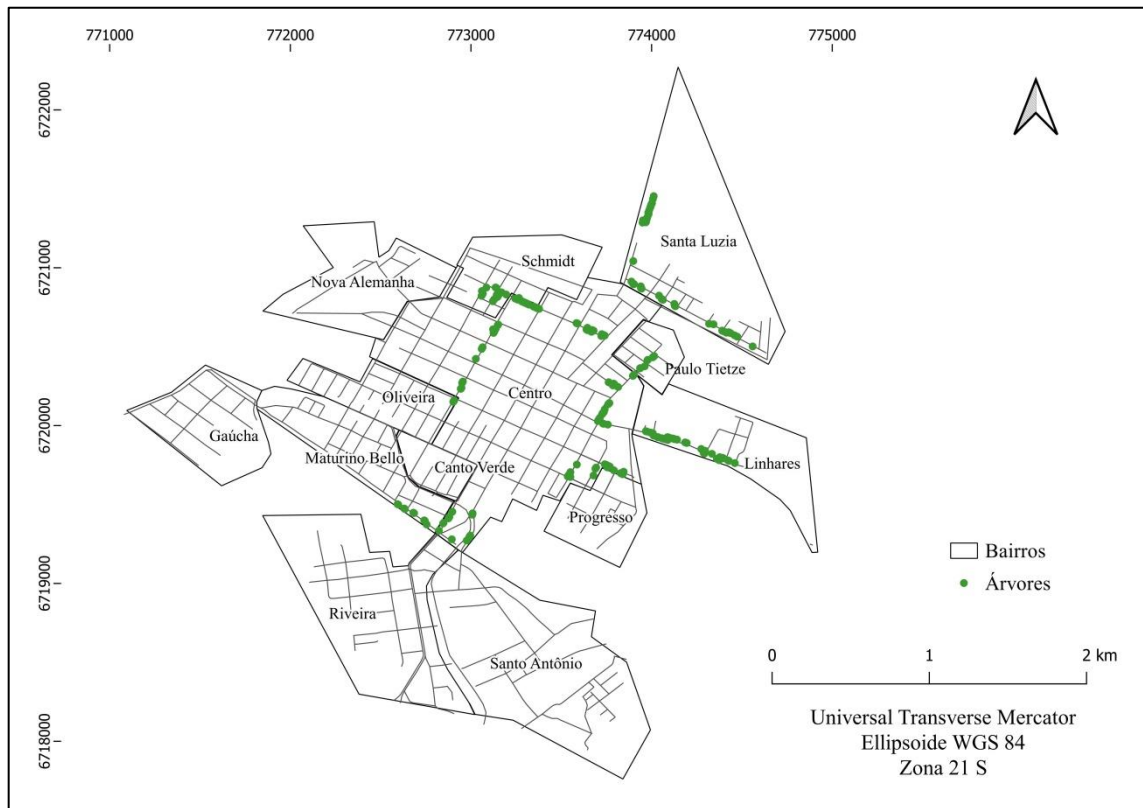 771000
772000
773000
774000
775000
6722000
6721000
6720000
6719000
6718000
Santa Luzia
Schmidt
Nova Alemanha
Paulo Tietze
Centro
Oliveira
Gaúcha
Maturino Bello
Canto Verde
Linhares
Progresso
Riveira
Santo Antônio
Bairros
Árvores
0
1
2 km
Universal Transverse Mercator
Ellipsoide WGS 84
Zona 21 S